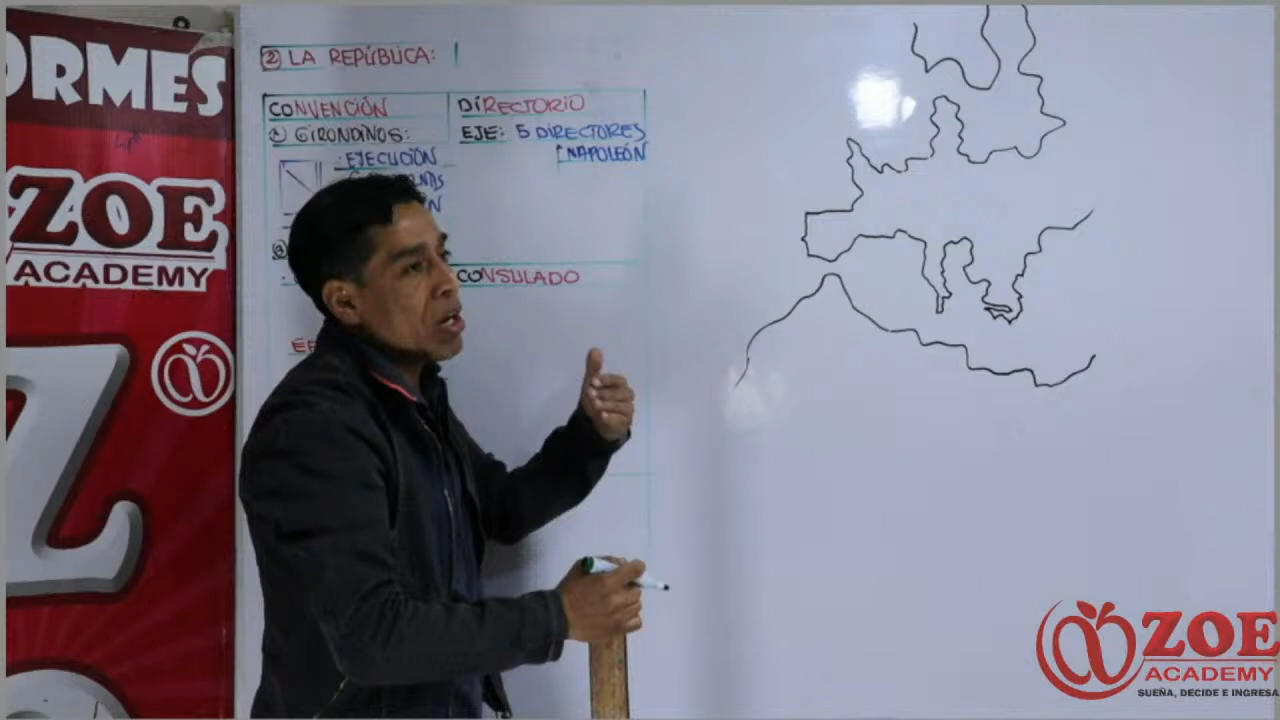 ORMES
ZOE
ACADEMY
② LA REPÚBLICA:
CONVENCIÓN
GIRONDINOS:
EJECUCIÓN
DIRECTORIO
EJE: 5 DIRECTORES
NAPOLEÓN
CONSULADO
ZOE
ACADEMY
SUEÑA, DECIDE E INGRESA